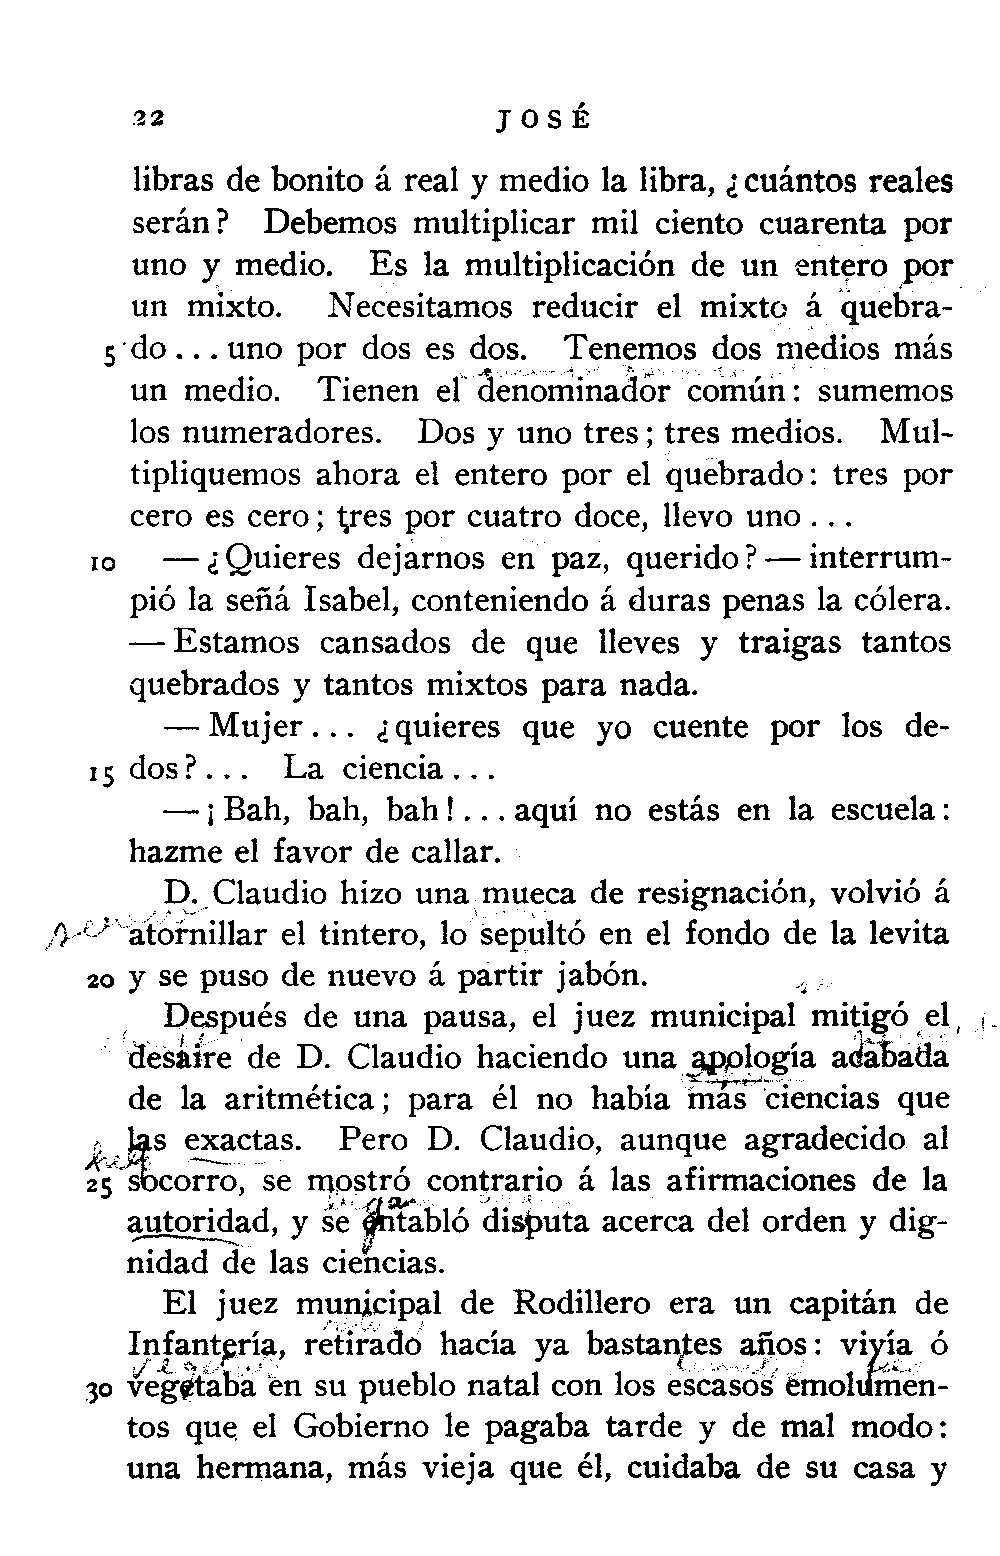 22 JOSÉ
libras de bonito á real y medio la libra, ¿cuántos reales
serán? Debemos multiplicar mil ciento cuarenta por
uno y medio. Es la multiplicación de un entero por
un mixto. Necesitamos reducir el mixto á quebra-
5 do... uno por dos es dos. Tenemos dos medios más
un medio. Tienen el denominador común: sumemos
los numeradores. Dos y uno tres; tres medios. Mul-
tipliquemos ahora el entero por el quebrado: tres por
cero es cero; tres por cuatro doce, llevo uno...
10 —¿Quieres dejarnos en paz, querido?—interrum-
pió la señá Isabel, conteniendo á duras penas la cólera.
—Estamos cansados de que lleves y traigas tantos
quebrados y tantos mixtos para nada.
—Mujer... ¿quieres que yo cuente por los de-
15 dos?... La ciencia...
—¡Bah, bah, bah!... aquí no estás en la escuela:
hazme el favor de callar.
D. Claudio hizo una mueca de resignación, volvió á
atornillar el tintero, lo sepultó en el fondo de la levita
20 y se puso de nuevo á partir jabón.
Después de una pausa, el juez municipal mitigó el
desaire de D. Claudio haciendo una apología acabada
de la aritmética; para él no había más ciencias que
las exactas. Pero D. Claudio, aunque agradecido al
25 socorro, se mostró contrario á las afirmaciones de la
autoridad, y se entabló disputa acerca del orden y dig-
nidad de las ciencias.
El juez municipal de Rodillero era un capitán de
Infantería, retirado hacía ya bastantes años: vivía ó
30 vegetaba en su pueblo natal con los escasos emolumen-
tos que el Gobierno le pagaba tarde y de mal modo:
una hermana, más vieja que él, cuidaba de su casa y